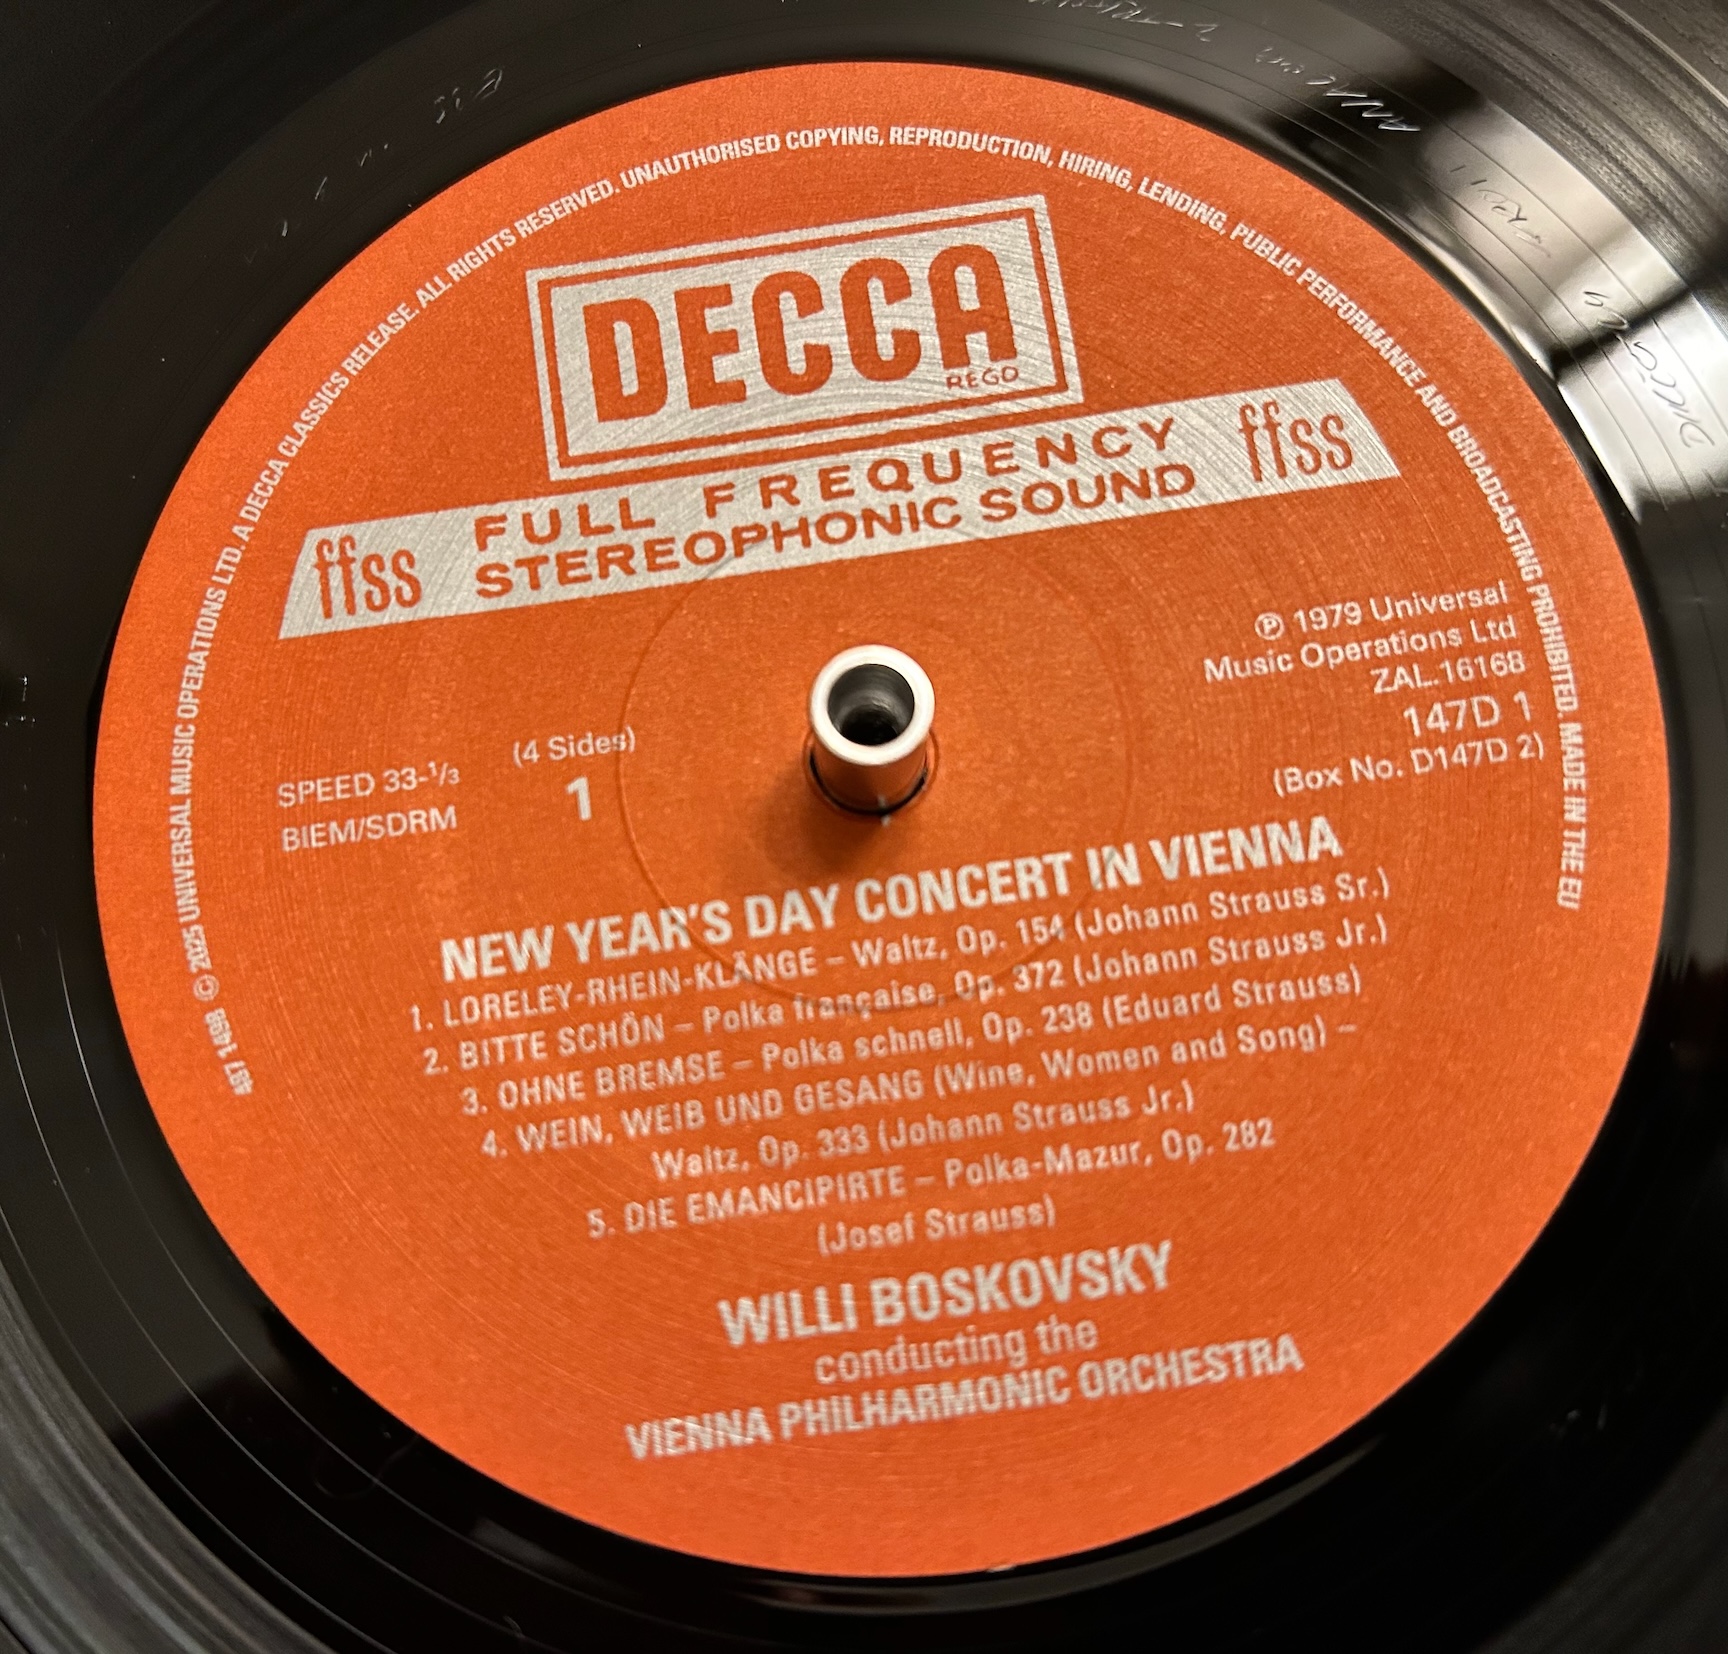 487 1468 © 2025 UNIVERSAL MUSIC OPERATIONS LTD. A DECCA CLASSICS RELEASE. ALL RIGHTS RESERVED. UNAUTHORISED COPYING, REPRODUCTION, HIRING, LENDING, PUBLIC PERFORMANCE AND BROADCASTING PROHIBITED. MADE IN THE EU
DECCA
REGD
ffss FULL FREQUENCY ffss
STEREOPHONIC SOUND
℗ 1979 Universal
Music Operations Ltd
ZAL.16168
147D 1
(Box No. D147D 2)
(4 Sides)
SPEED 33-1/3
1
BIEM/SDRM
NEW YEAR'S DAY CONCERT IN VIENNA
1. LORELEY-RHEIN-KLÄNGE – Waltz, Op. 154 (Johann Strauss Sr.)
2. BITTE SCHÖN – Polka française, Op. 372 (Johann Strauss Jr.)
3. OHNE BREMSE – Polka schnell, Op. 238 (Eduard Strauss)
4. WEIN, WEIB UND GESANG (Wine, Women and Song) –
Waltz, Op. 333 (Johann Strauss Jr.)
5. DIE EMANCIPIRTE – Polka-Mazur, Op. 282
(Josef Strauss)
WILLI BOSKOVSKY
conducting the
VIENNA PHILHARMONIC ORCHESTRA